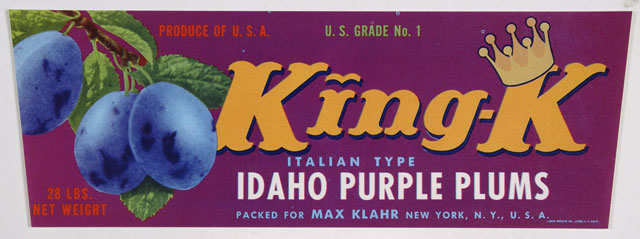 PRODUCE OF U.S.A. U.S. GRADE No. 1
King-K
ITALIAN TYPE
IDAHO PURPLE PLUMS
28 LBS.
NET WEIGHT
PACKED FOR MAX KLAHR NEW YORK, N.Y., U.S.A.